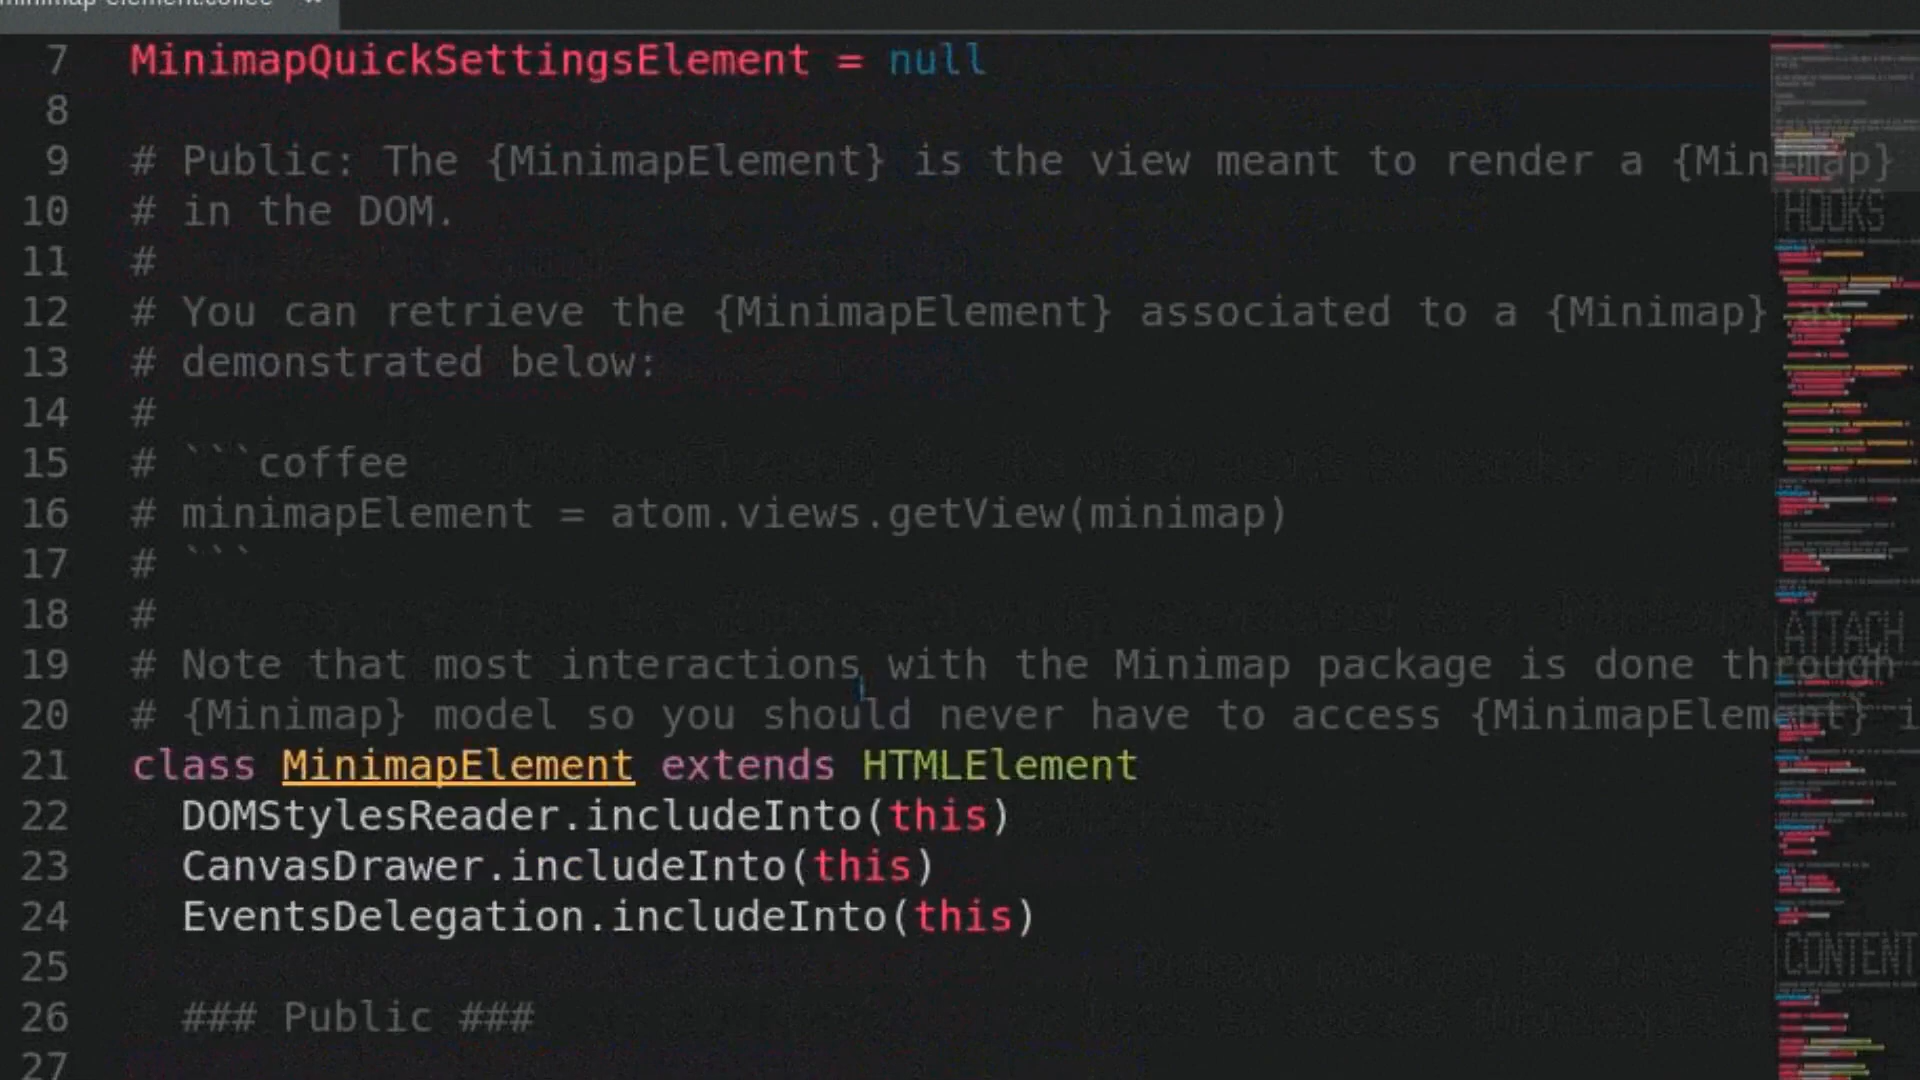 minimap-element.coffee
7 MinimapQuickSettingsElement = null
8
9 # Public: The {MinimapElement} is the view meant to render a {Minimap}
10 # in the DOM.
11 #
12 # You can retrieve the {MinimapElement} associated to a {Minimap} as
13 # demonstrated below:
14 #
15 # ```coffee
16 # minimapElement = atom.views.getView(minimap)
17 # ```
18 #
19 # Note that most interactions with the Minimap package is done through
20 # {Minimap} model so you should never have to access {MinimapElement} i
21 class MinimapElement extends HTMLElement
22 DOMStylesReader.includeInto(this)
23 CanvasDrawer.includeInto(this)
24 EventsDelegation.includeInto(this)
25
26 ### Public ###
27
HOOKS
ATTACH
CONTENT